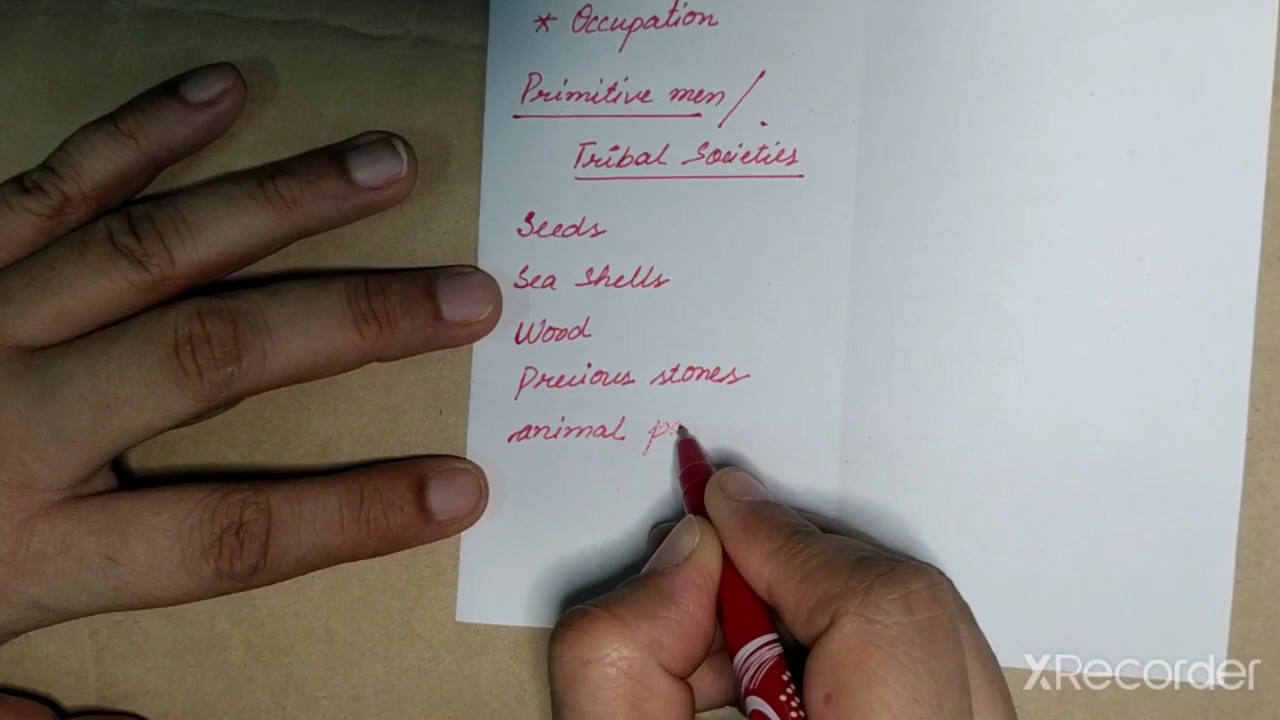 * Occupation
Primitive men /
Tribal Societies
Seeds
Sea Shells
Wood
Precious stones
animal
XRecorder